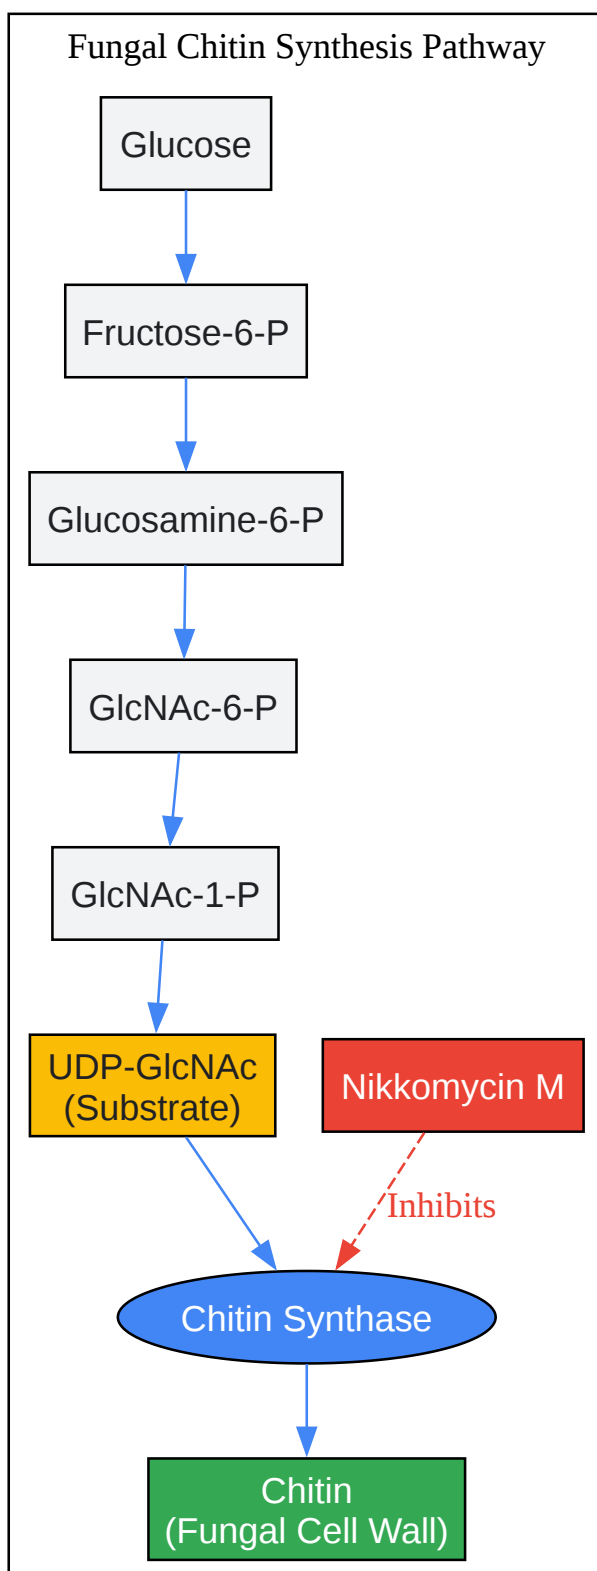 Fungal Chitin Synthesis Pathway
Glucose
Fructose-6-P
Glucosamine-6-P
GlcNAc-6-P
GlcNAc-1-P
UDP-GlcNAc
(Substrate)
Nikkomycin M
Inhibits
Chitin Synthase
Chitin
(Fungal Cell Wall)